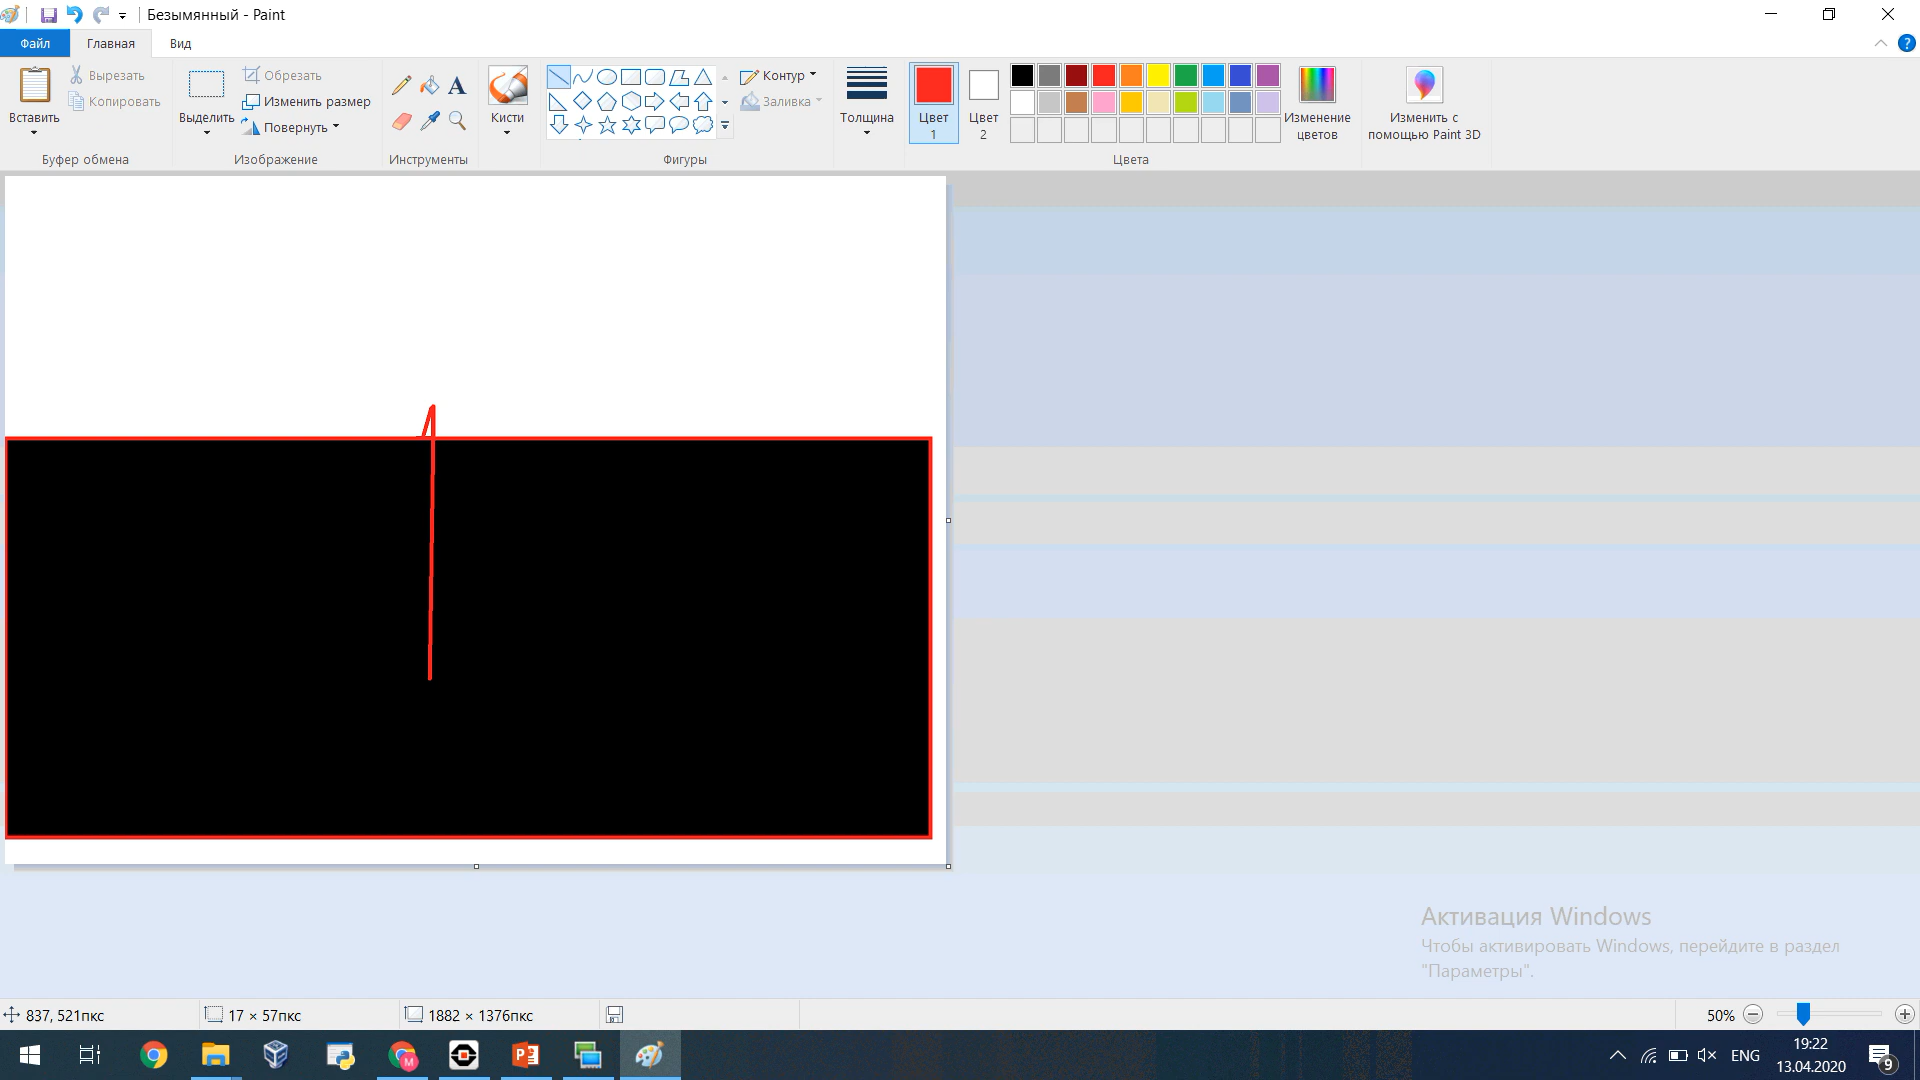 Безымянный - Paint
Файл Главная Вид
Вставить
Вырезать
Копировать
Буфер обмена
Выделить
Обрезать
Изменить размер
Повернуть
Изображение
A
Инструменты
Кисти
Контур
Заливка
Фигуры
Толщина
Цвет
1
Цвет
2
Изменение
цветов
Цвета
Изменить с
помощью Paint 3D
Активация Windows
Чтобы активировать Windows, перейдите в раздел
"Параметры".
837, 521пкс 17 × 57пкс 1882 × 1376пкс 50%
ENG 19:22
13.04.2020 9